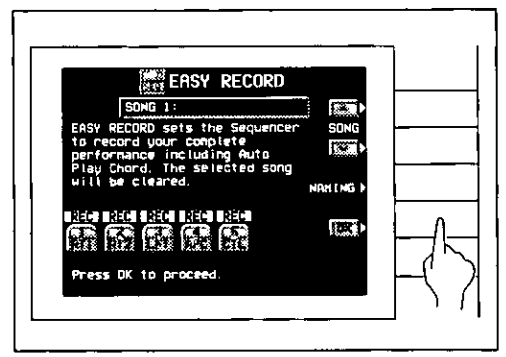 EASY RECORD
SONG 1:
EASY RECORD sets the Sequencer
to record your complete
performance including Auto
Play Chord. The selected song
will be cleared.
SONG
NAMING
OK
REC REC REC REC REC
Press OK to proceed.